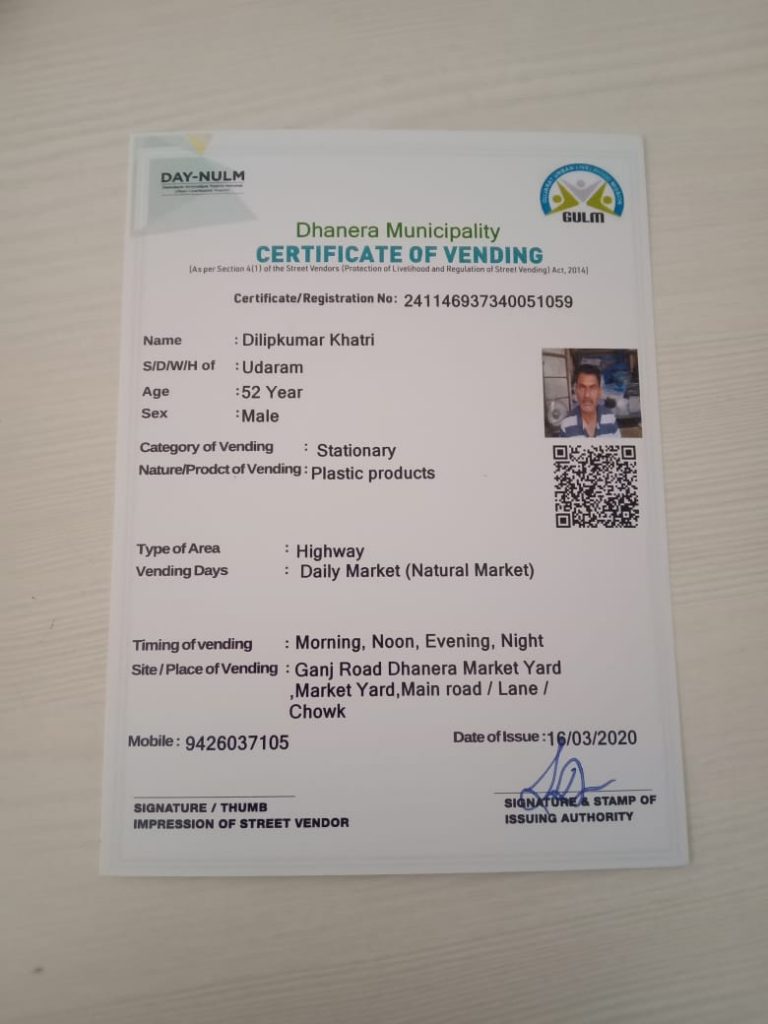 DAY-NULM
GULM
Dhanera Municipality
CERTIFICATE OF VENDING
[As per Section 4(1) of the Street Vendors (Protection of Livelihood and Regulation of Street Vending) Act, 2014]
Certificate/Registration No: 241146937340051059
Name : Dilipkumar Khatri
S/D/W/H of : Udaram
Age : 52 Year
Sex : Male
Category of Vending : Stationary
Nature/Prodct of Vending : Plastic products
Type of Area : Highway
Vending Days : Daily Market (Natural Market)
Timing of vending : Morning, Noon, Evening, Night
Site / Place of Vending : Ganj Road Dhanera Market Yard
,Market Yard,Main road / Lane /
Chowk
Mobile : 9426037105 Date of Issue : 16/03/2020
SIGNATURE / THUMB
IMPRESSION OF STREET VENDOR
SIGNATURE & STAMP OF
ISSUING AUTHORITY